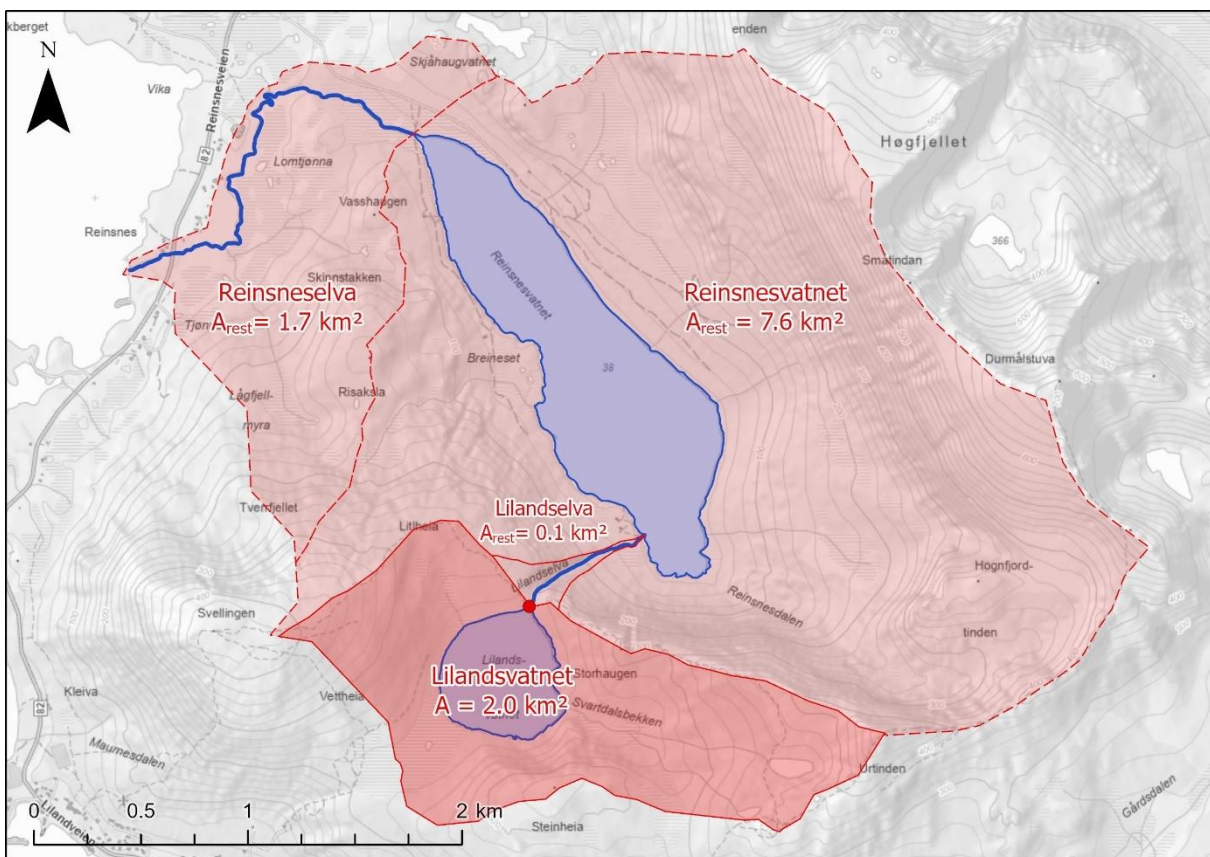 kberget
enden
N
Skjåhaugvatnet
Vika
Reinsnesveien
82
Høgfjellet
Lomtjønna
Vasshaugen
366
Reinsnes
Småtindan
Skinnstakken
Reinsnesvatnet
Reinsneselva
Aᵣₑₛₜ= 1.7 km²
Reinsnesvatnet
Aᵣₑₛₜ = 7.6 km²
Breineset
38
Durmålstuva
Risaksla
Lågfjell-
myra
Tverrfjellet
Lilandselva
Aᵣₑₛₜ= 0.1 km²
Litlheia
Lilandselva
Høgnfjord-
tinden
Reinsnesdalen
Svellingen
Lilands-
vatnet
Storhaugen
Lilandsvatnet
A = 2.0 km²
Kleiva
Vettheia
Svartdalsbekken
82
Maurnesdalen
Urtinden
Gårdsdalen
Lilandveien
Steinheia
0 0.5 1 2 km